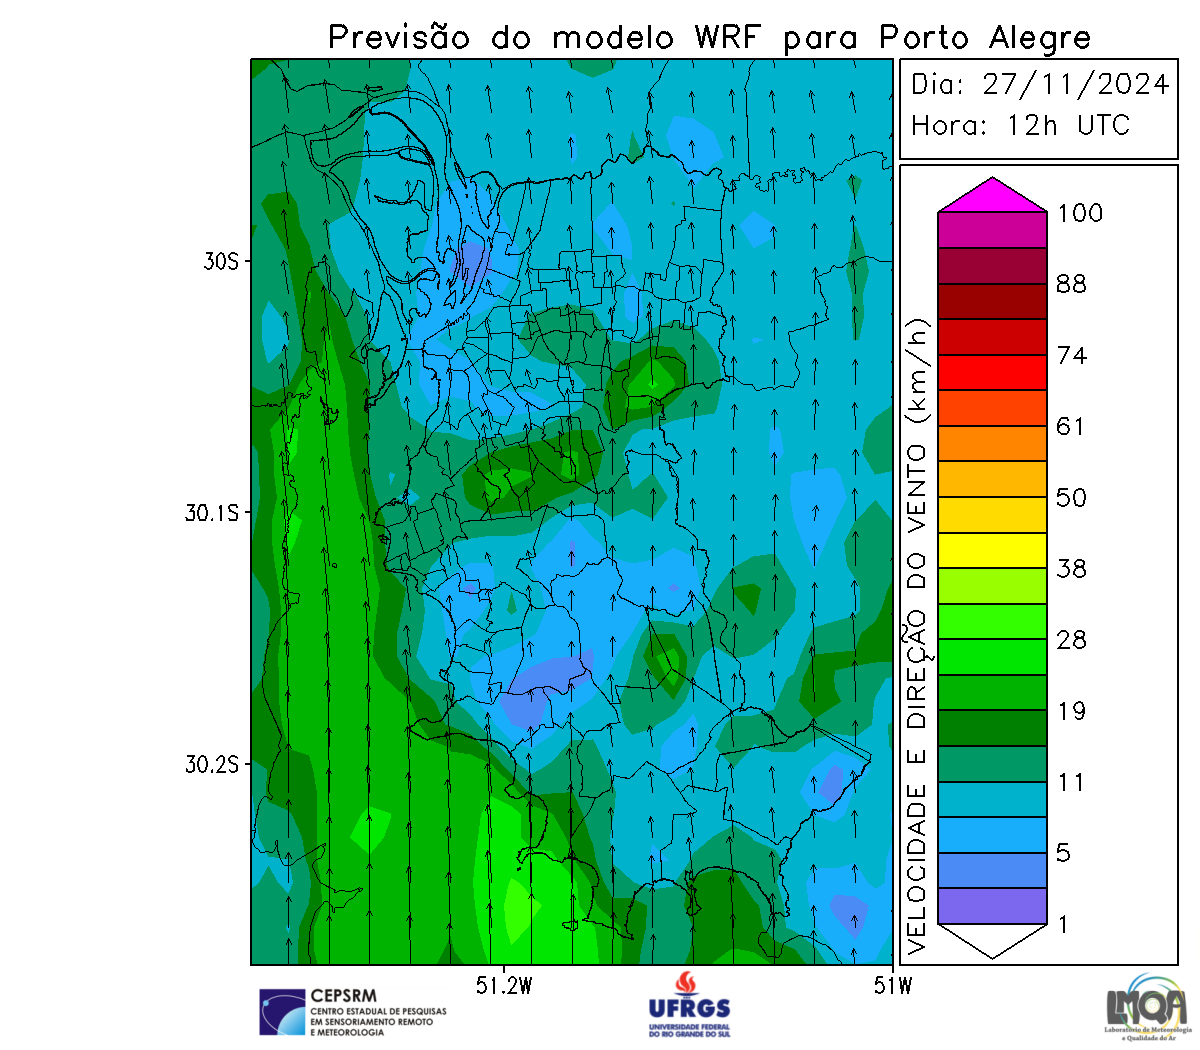 Previsão do modelo WRF para Porto Alegre
Dia: 27/11/2024
Hora: 12h UTC
30S
30.1S
30.2S
51.2W
51W
VELOCIDADE E DIREÇÃO DO VENTO (km/h)
100
88
74
61
50
38
28
19
11
5
1
CEPSRM
CENTRO ESTADUAL DE PESQUISAS
EM SENSORIAMENTO REMOTO
E METEOROLOGIA
UFRGS
UNIVERSIDADE FEDERAL
DO RIO GRANDE DO SUL
LMQA
Laboratório de Meteorologia
e Qualidade do Ar